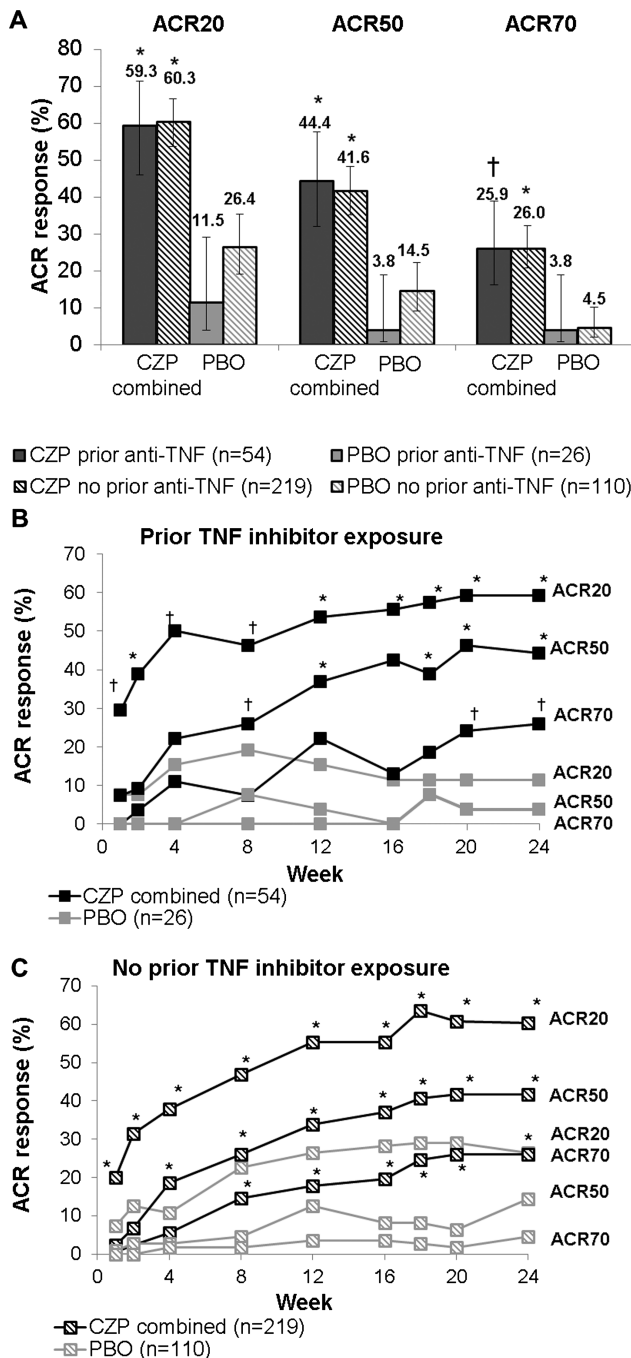 A
ACR20 ACR50 ACR70
ACR response (%)
80
70
60
50
40
30
20
10
0
*
59.3
*
60.3
11.5
26.4
*
44.4
*
41.6
3.8
14.5
†
25.9
*
26.0
3.8
4.5
CZP PBO CZP PBO CZP PBO
combined combined combined
CZP prior anti-TNF (n=54) PBO prior anti-TNF (n=26)
CZP no prior anti-TNF (n=219) PBO no prior anti-TNF (n=110)
B
Prior TNF inhibitor exposure
ACR response (%)
70
60
50
40
30
20
10
0
† * † † * * * * *
ACR20
† * * * *
ACR50
† †
ACR70
ACR20
ACR50
ACR70
0 4 8 12 16 20 24
Week
CZP combined (n=54)
PBO (n=26)
C
No prior TNF inhibitor exposure
ACR response (%)
70
60
50
40
30
20
10
0
* * * * * * * * *
ACR20
* * * * * * *
ACR50
ACR20
* * * * * *
ACR70
ACR50
ACR70
0 4 8 12 16 20 24
Week
CZP combined (n=219)
PBO (n=110)